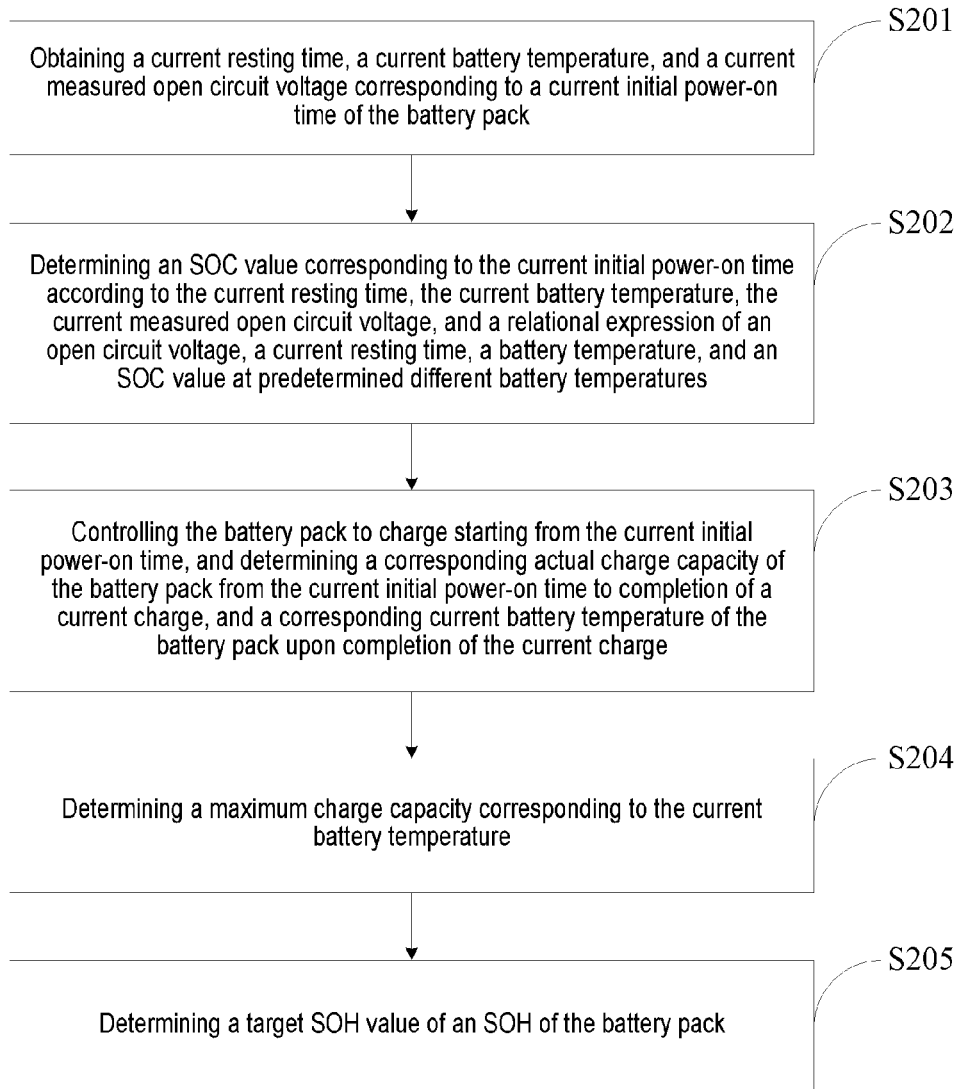 S201
Obtaining a current resting time, a current battery temperature, and a current
measured open circuit voltage corresponding to a current initial power-on
time of the battery pack
S202
Determining an SOC value corresponding to the current initial power-on time
according to the current resting time, the current battery temperature, the
current measured open circuit voltage, and a relational expression of an
open circuit voltage, a current resting time, a battery temperature, and an
SOC value at predetermined different battery temperatures
S203
Controlling the battery pack to charge starting from the current initial
power-on time, and determining a corresponding actual charge capacity of
the battery pack from the current initial power-on time to completion of a
current charge, and a corresponding current battery temperature of the
battery pack upon completion of the current charge
S204
Determining a maximum charge capacity corresponding to the current
battery temperature
S205
Determining a target SOH value of an SOH of the battery pack